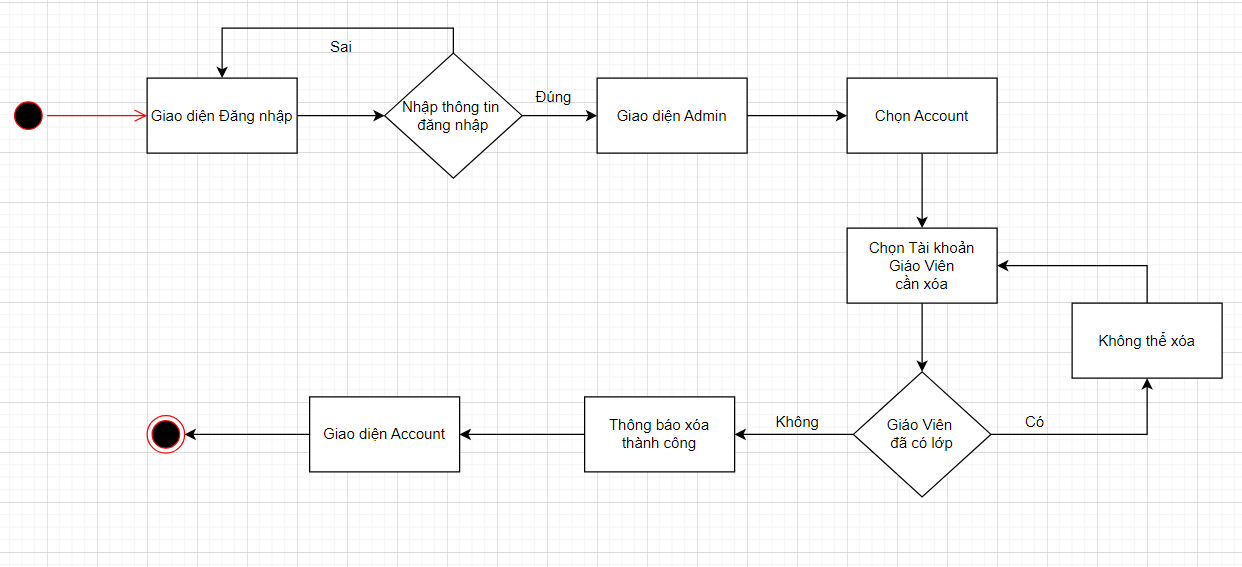 Sai
Giao diện Đăng nhập
Nhập thông tin
đăng nhập
Đúng
Giao diện Admin
Chọn Account
Chọn Tài khoản
Giáo Viên
cần xóa
Không thể xóa
Giáo Viên
đã có lớp
Có
Không
Thông báo xóa
thành công
Giao diện Account